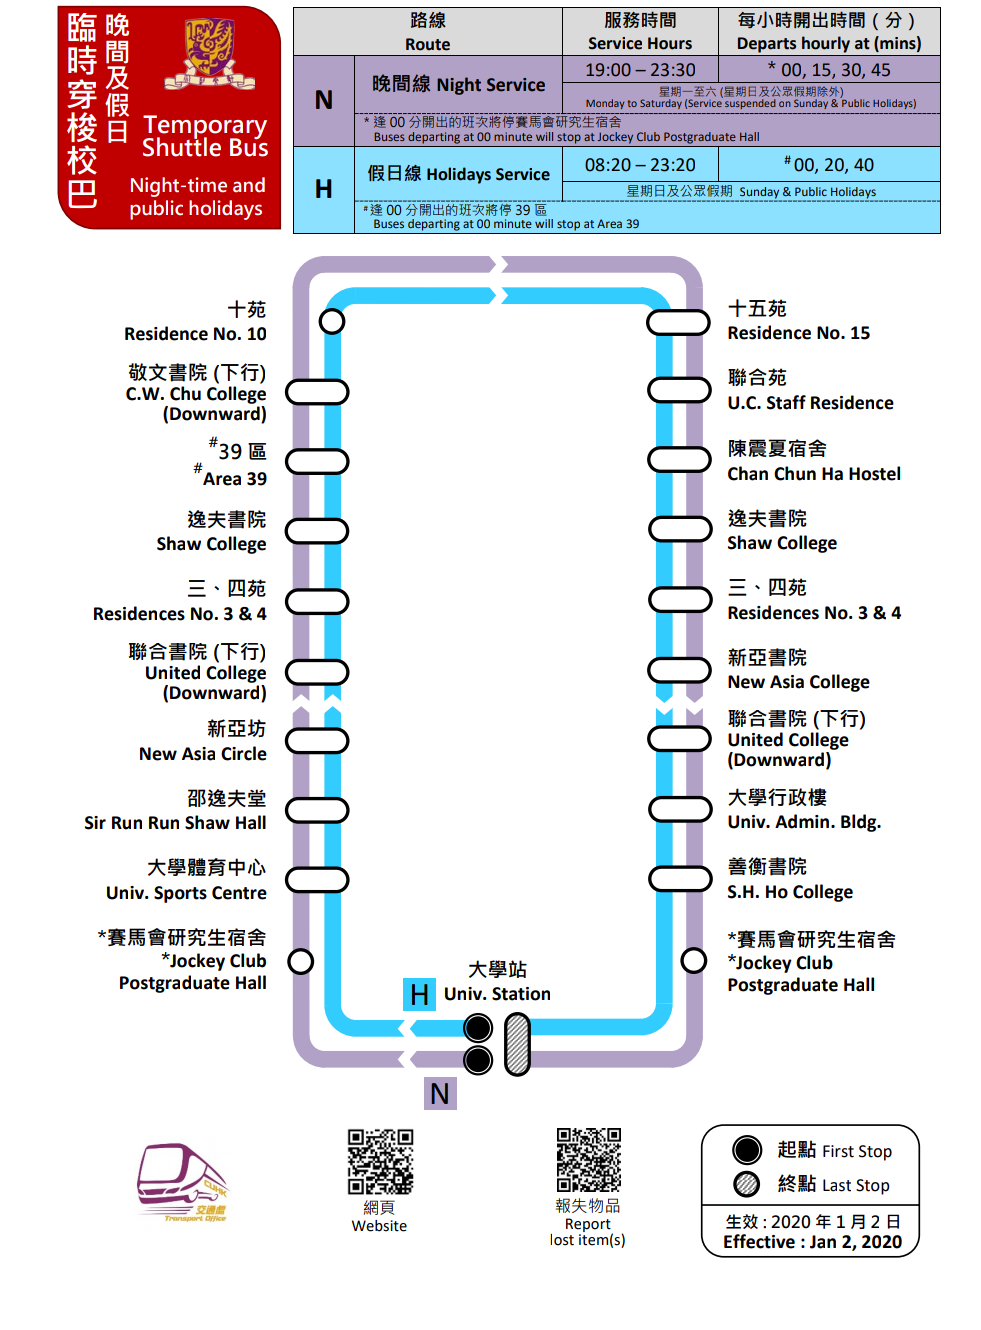 臨時穿梭校巴
晚間及假日
Temporary
Shuttle Bus
Night-time and
public holidays
路線
Route
服務時間
Service Hours
每小時開出時間 ( 分 )
Departs hourly at (mins)
N
晚間線 Night Service
19:00 – 23:30
* 00, 15, 30, 45
星期一至六 (星期日及公眾假期除外)
Monday to Saturday (Service suspended on Sunday & Public Holidays)
* 逢 00 分開出的班次將停賽馬會研究生宿舍
Buses departing at 00 minute will stop at Jockey Club Postgraduate Hall
H
假日線 Holidays Service
08:20 – 23:20
# 00, 20, 40
星期日及公眾假期 Sunday & Public Holidays
# 逢 00 分開出的班次將停 39 區
Buses departing at 00 minute will stop at Area 39
十苑
Residence No. 10
敬文書院 (下行)
C.W. Chu College
(Downward)
#39 區
#Area 39
逸夫書院
Shaw College
三、四苑
Residences No. 3 & 4
聯合書院 (下行)
United College
(Downward)
新亞坊
New Asia Circle
邵逸夫堂
Sir Run Run Shaw Hall
大學體育中心
Univ. Sports Centre
*賽馬會研究生宿舍
*Jockey Club
Postgraduate Hall
十五苑
Residence No. 15
聯合苑
U.C. Staff Residence
陳震夏宿舍
Chan Chun Ha Hostel
逸夫書院
Shaw College
三、四苑
Residences No. 3 & 4
新亞書院
New Asia College
聯合書院 (下行)
United College
(Downward)
大學行政樓
Univ. Admin. Bldg.
善衡書院
S.H. Ho College
*賽馬會研究生宿舍
*Jockey Club
Postgraduate Hall
大學站
Univ. Station
H
N
CUHK
交通處
Transport Office
網頁
Website
報失物品
Report
lost item(s)
起點 First Stop
終點 Last Stop
生效 : 2020 年 1 月 2 日
Effective : Jan 2, 2020